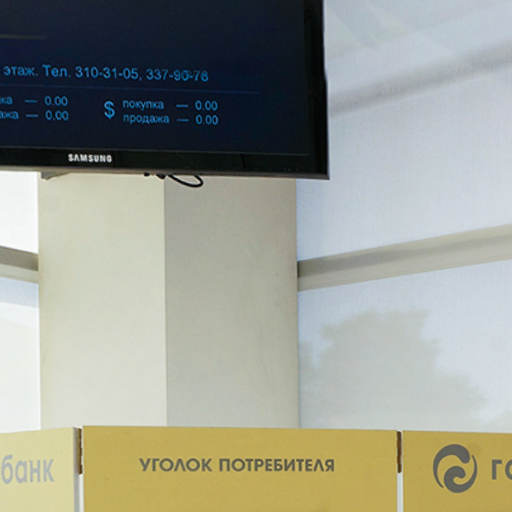 этаж. Тел. 310-31-05, 337-90-78
— 0.00
$ покупка — 0.00
— 0.00
продажа — 0.00
SAMSUNG
банк
УГОЛОК ПОТРЕБИТЕЛЯ